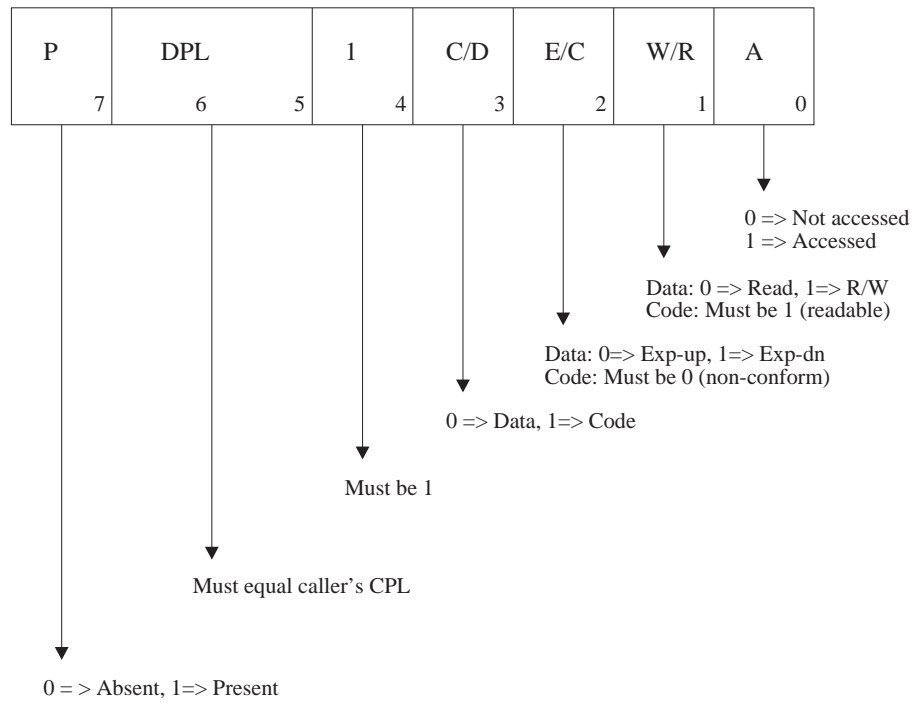 P DPL 1 C/D E/C W/R A
7 6 5 4 3 2 1 0
0 => Not accessed
1 => Accessed
Data: 0 => Read, 1=> R/W
Code: Must be 1 (readable)
Data: 0=> Exp-up, 1=> Exp-dn
Code: Must be 0 (non-conform)
0 => Data, 1=> Code
Must be 1
Must equal caller's CPL
0 = > Absent, 1=> Present